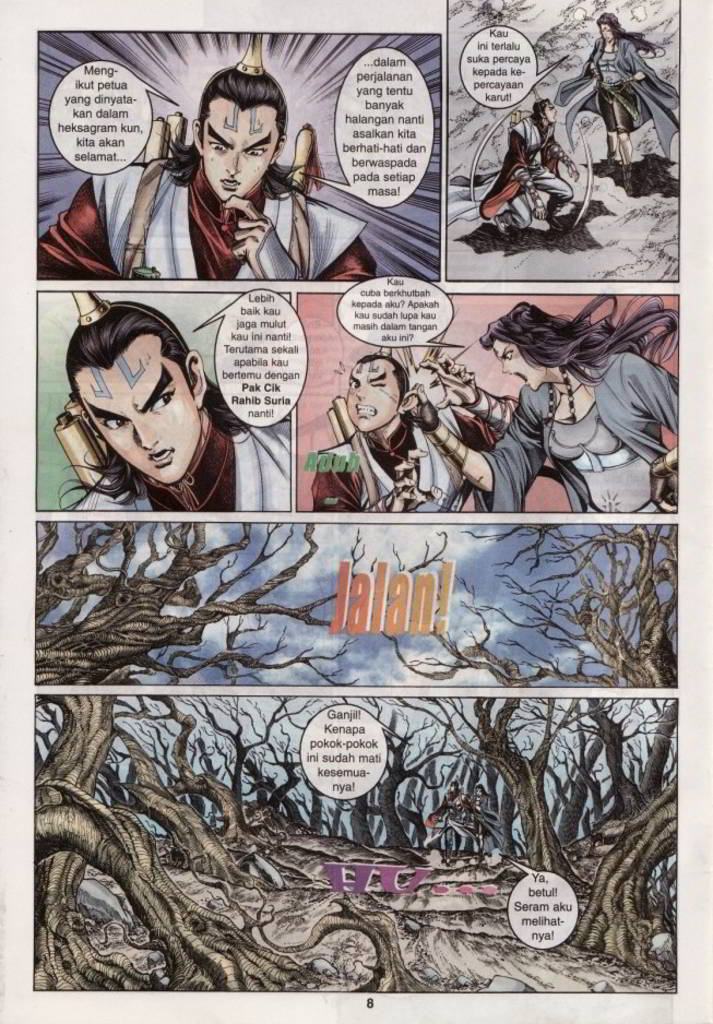 Meng-
ikut petua
yang dinyata-
kan dalam
heksagram kun,
kita akan
selamat...
...dalam
perjalanan
yang tentu
banyak
halangan nanti
asalkan kita
berhati-hati dan
berwaspada
pada setiap
masa!
Kau
ini terlalu
suka percaya
kepada ke-
percayaan
karut!
Lebih
baik kau
jaga mulut
kau ini nanti!
Terutama sekali
apabila kau
bertemu dengan
Pak Cik
Rahib Suria
nanti!
Kau
cuba berkhutbah
kepada aku? Apakah
kau sudah lupa kau
masih dalam tangan
aku ini?
Aduh
...
Jalan!
Ganjil!
Kenapa
pokok-pokok
ini sudah mati
kesemua-
nya!
HU...
Ya,
betul!
Seram aku
melihat-
nya!
8